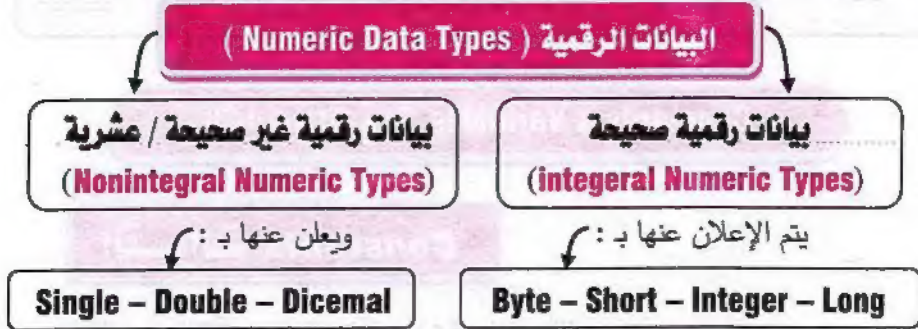 البيانات الرقمية ( Numeric Data Types )
بيانات رقمية صحيحة
(integeral Numeric Types)
يتم الإعلان عنها بـ :
Byte – Short – Integer – Long
بيانات رقمية غير صحيحة / عشرية
(Nonintegral Numeric Types)
ويعلن عنها بـ :
Single – Double – Dicemal